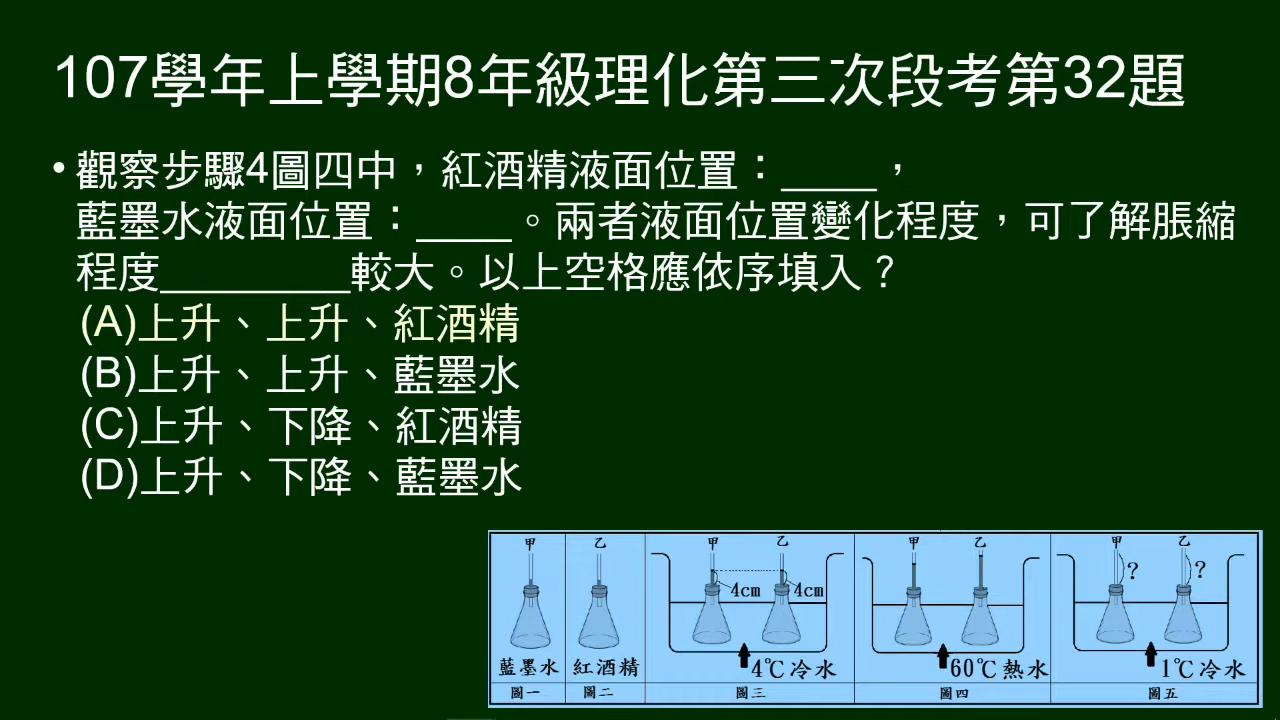 107學年上學期8年級理化第三次段考第32題
• 觀察步驟4圖四中，紅酒精液面位置：____，
藍墨水液面位置：____。兩者液面位置變化程度，可了解脹縮
程度________較大。以上空格應依序填入？
(A)上升、上升、紅酒精
(B)上升、上升、藍墨水
(C)上升、下降、紅酒精
(D)上升、下降、藍墨水
甲 乙 甲 乙 甲 乙 甲 乙
4cm 4cm ? ?
藍墨水 紅酒精 4℃冷水 60℃熱水 1℃冷水
圖一 圖二 圖三 圖四 圖五